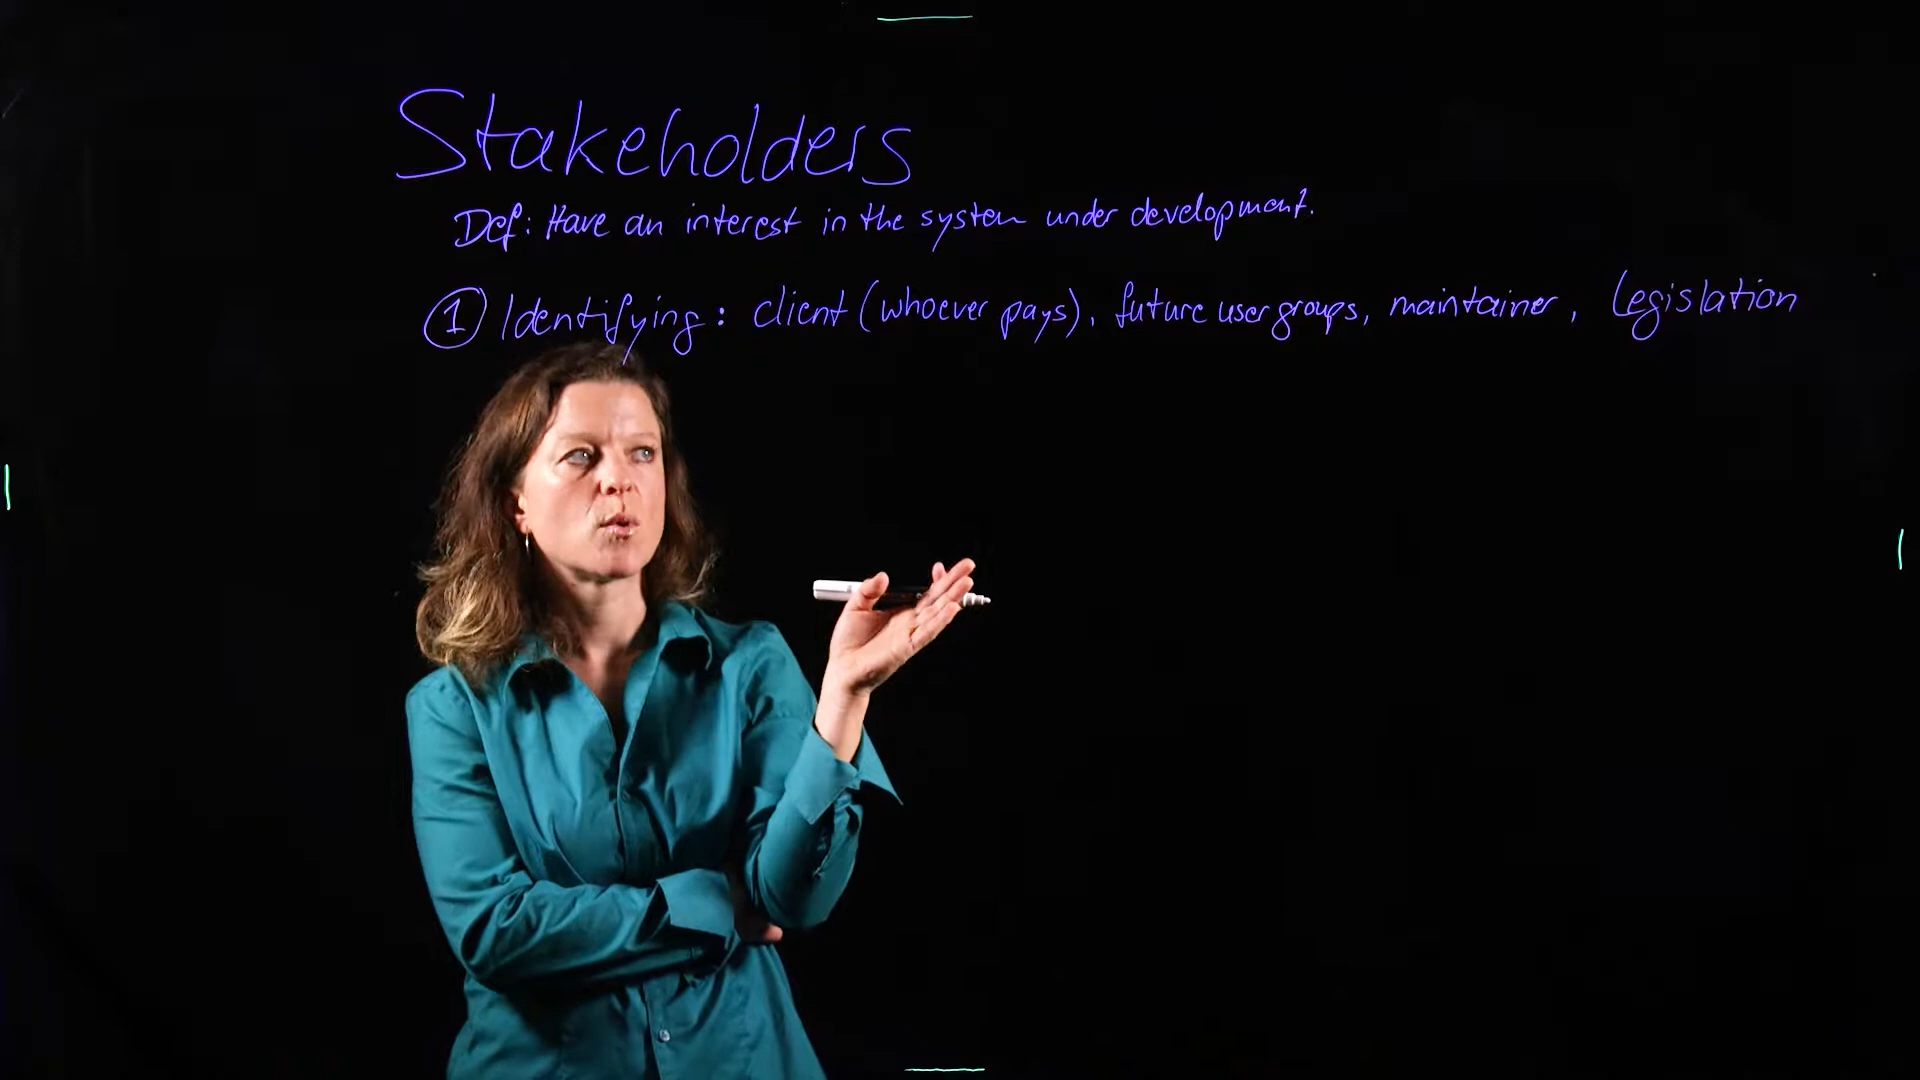 Stakeholders
Def: Have an interest in the system under development.
① Identifying: client (whoever pays), future user groups, maintainer, Legislation